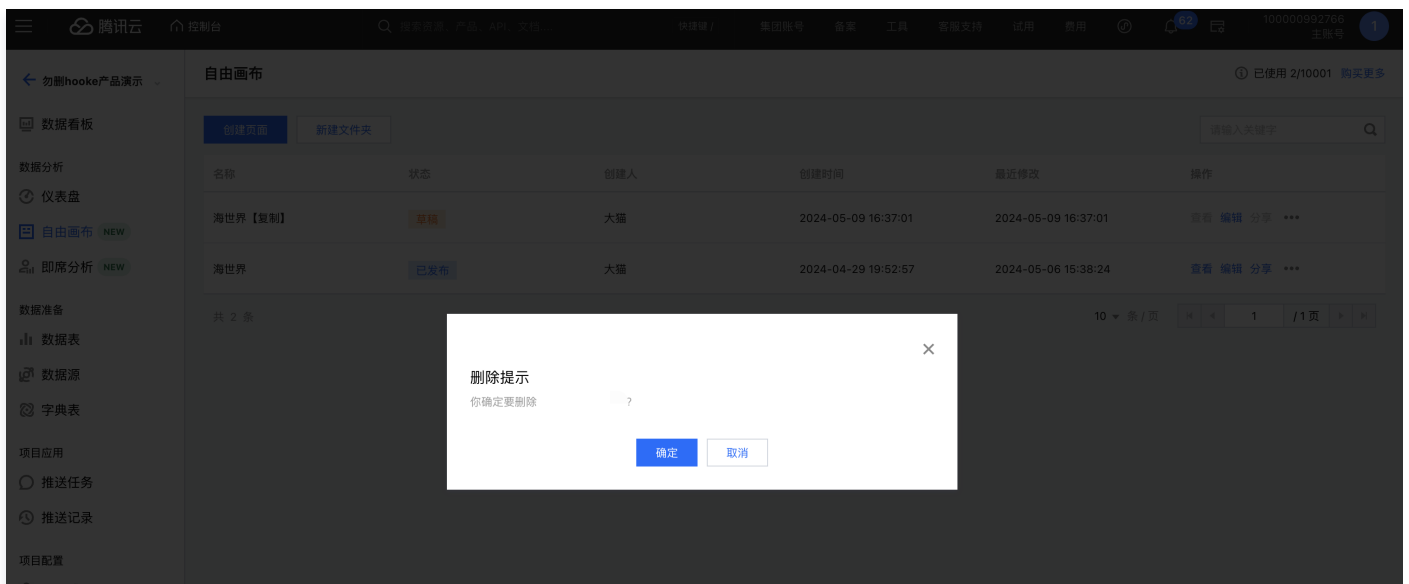 腾讯云 控制台 搜索资源、产品、API、文档... 快捷键 / 集团账号 备案 工具 客服支持 试用 费用 62 100000992766 1
主账号
勿删hooke产品演示 自由画布 已使用 2/10001 购买更多
数据看板
创建页面 新建文件夹 请输入关键字
数据分析
名称 状态 创建人 创建时间 最近修改 操作
仪表盘
海世界【复制】 草稿 大猫 2024-05-09 16:37:01 2024-05-09 16:37:01 查看 编辑 分享 •••
自由画布 NEW
即席分析 NEW
海世界 已发布 大猫 2024-04-29 19:52:57 2024-05-06 15:38:24 查看 编辑 分享 •••
数据准备
共 2 条 10 条 / 页 1 / 1 页
数据表
数据源
字典表
项目应用
推送任务
推送记录
项目配置
删除提示
你确定要删除 ?
确定 取消